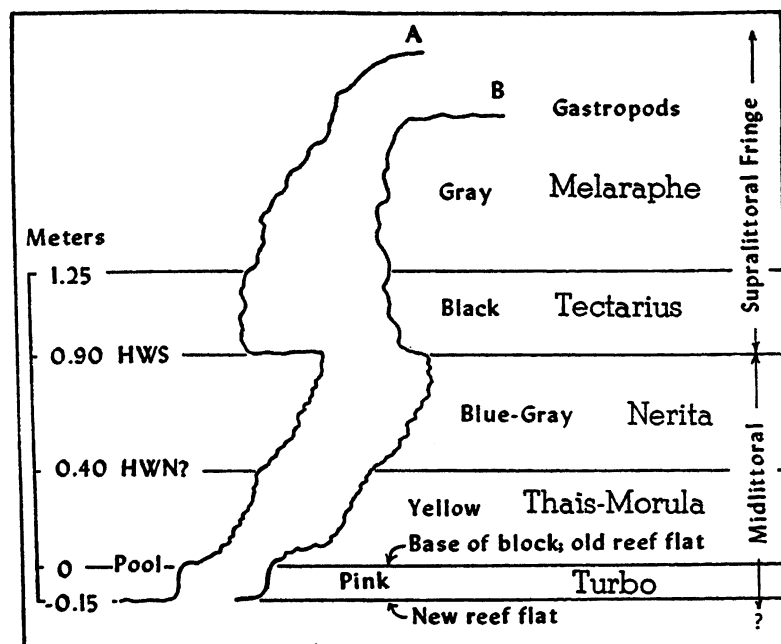 A
B
Gastropods
Gray Melaraphe
Meters
1.25
Black Tectarius
0.90 HWS
Blue-Gray Nerita
0.40 HWN?
Yellow Thais-Morula
Base of block; old reef flat
0 Pool
Pink Turbo
-0.15
New reef flat
Supralittoral Fringe
Midlittoral
?